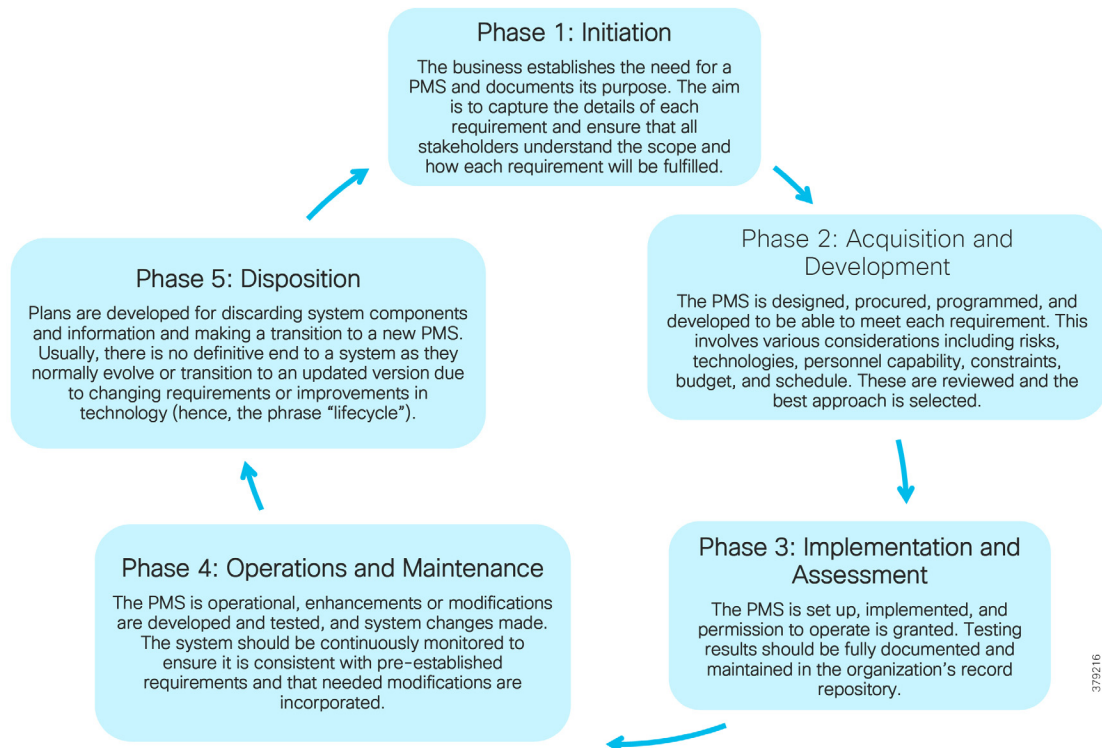 Phase 1: Initiation
The business establishes the need for a
PMS and documents its purpose. The aim
is to capture the details of each
requirement and ensure that all
stakeholders understand the scope and
how each requirement will be fulfilled.
Phase 2: Acquisition and
Development
The PMS is designed, procured, programmed, and
developed to be able to meet each requirement. This
involves various considerations including risks,
technologies, personnel capability, constraints,
budget, and schedule. These are reviewed and the
best approach is selected.
Phase 3: Implementation and
Assessment
The PMS is set up, implemented, and
permission to operate is granted. Testing
results should be fully documented and
maintained in the organization's record
repository.
Phase 4: Operations and Maintenance
The PMS is operational, enhancements or modifications
are developed and tested, and system changes made.
The system should be continuously monitored to
ensure it is consistent with pre-established
requirements and that needed modifications are
incorporated.
Phase 5: Disposition
Plans are developed for discarding system components
and information and making a transition to a new PMS.
Usually, there is no definitive end to a system as they
normally evolve or transition to an updated version due
to changing requirements or improvements in
technology (hence, the phrase “lifecycle”).
379216